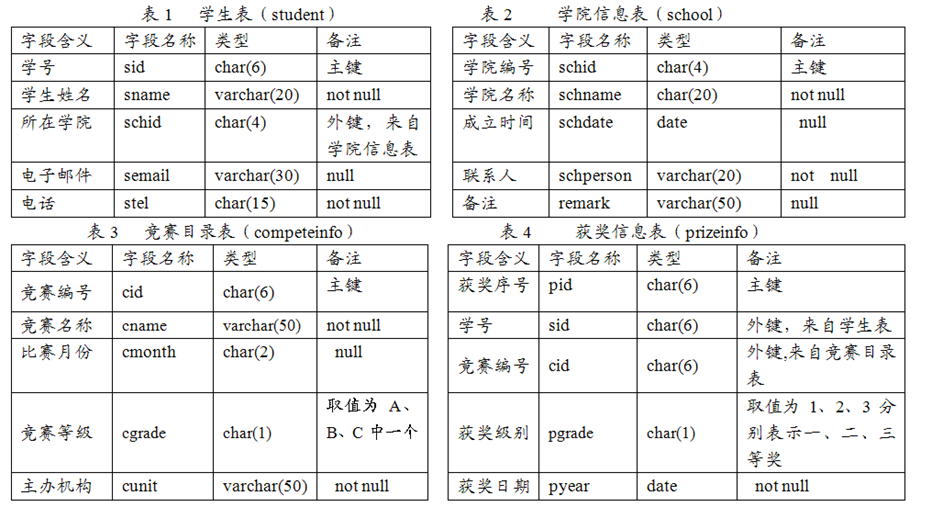 表 1 学生表（student）
字段含义 字段名称 类型 备注
学号 sid char(6) 主键
学生姓名 sname varchar(20) not null
所在学院 schid char(4) 外键，来自
学院信息表
电子邮件 semail varchar(30) null
电话 stel char(15) not null
表 2 学院信息表（school）
字段含义 字段名称 类型 备注
学院编号 schid char(4) 主键
学院名称 schname char(20) not null
成立时间 schdate date null
联系人 schperson varchar(20) not null
备注 remark varchar(50) null
表 3 竞赛目录表（competeinfo）
字段含义 字段名称 类型 备注
竞赛编号 cid char(6) 主键
竞赛名称 cname varchar(50) not null
比赛月份 cmonth char(2) null
竞赛等级 cgrade char(1) 取值为 A、
B、C 中一个
主办机构 cunit varchar(50) not null
表 4 获奖信息表（prizeinfo）
字段含义 字段名称 类型 备注
获奖序号 pid char(6) 主键
学号 sid char(6) 外键，来自学生表
竞赛编号 cid char(6) 外键,来自竞赛目录
表
获奖级别 pgrade char(1) 取值为 1、2、3 分
别表示一、二、三
等奖
获奖日期 pyear date not null